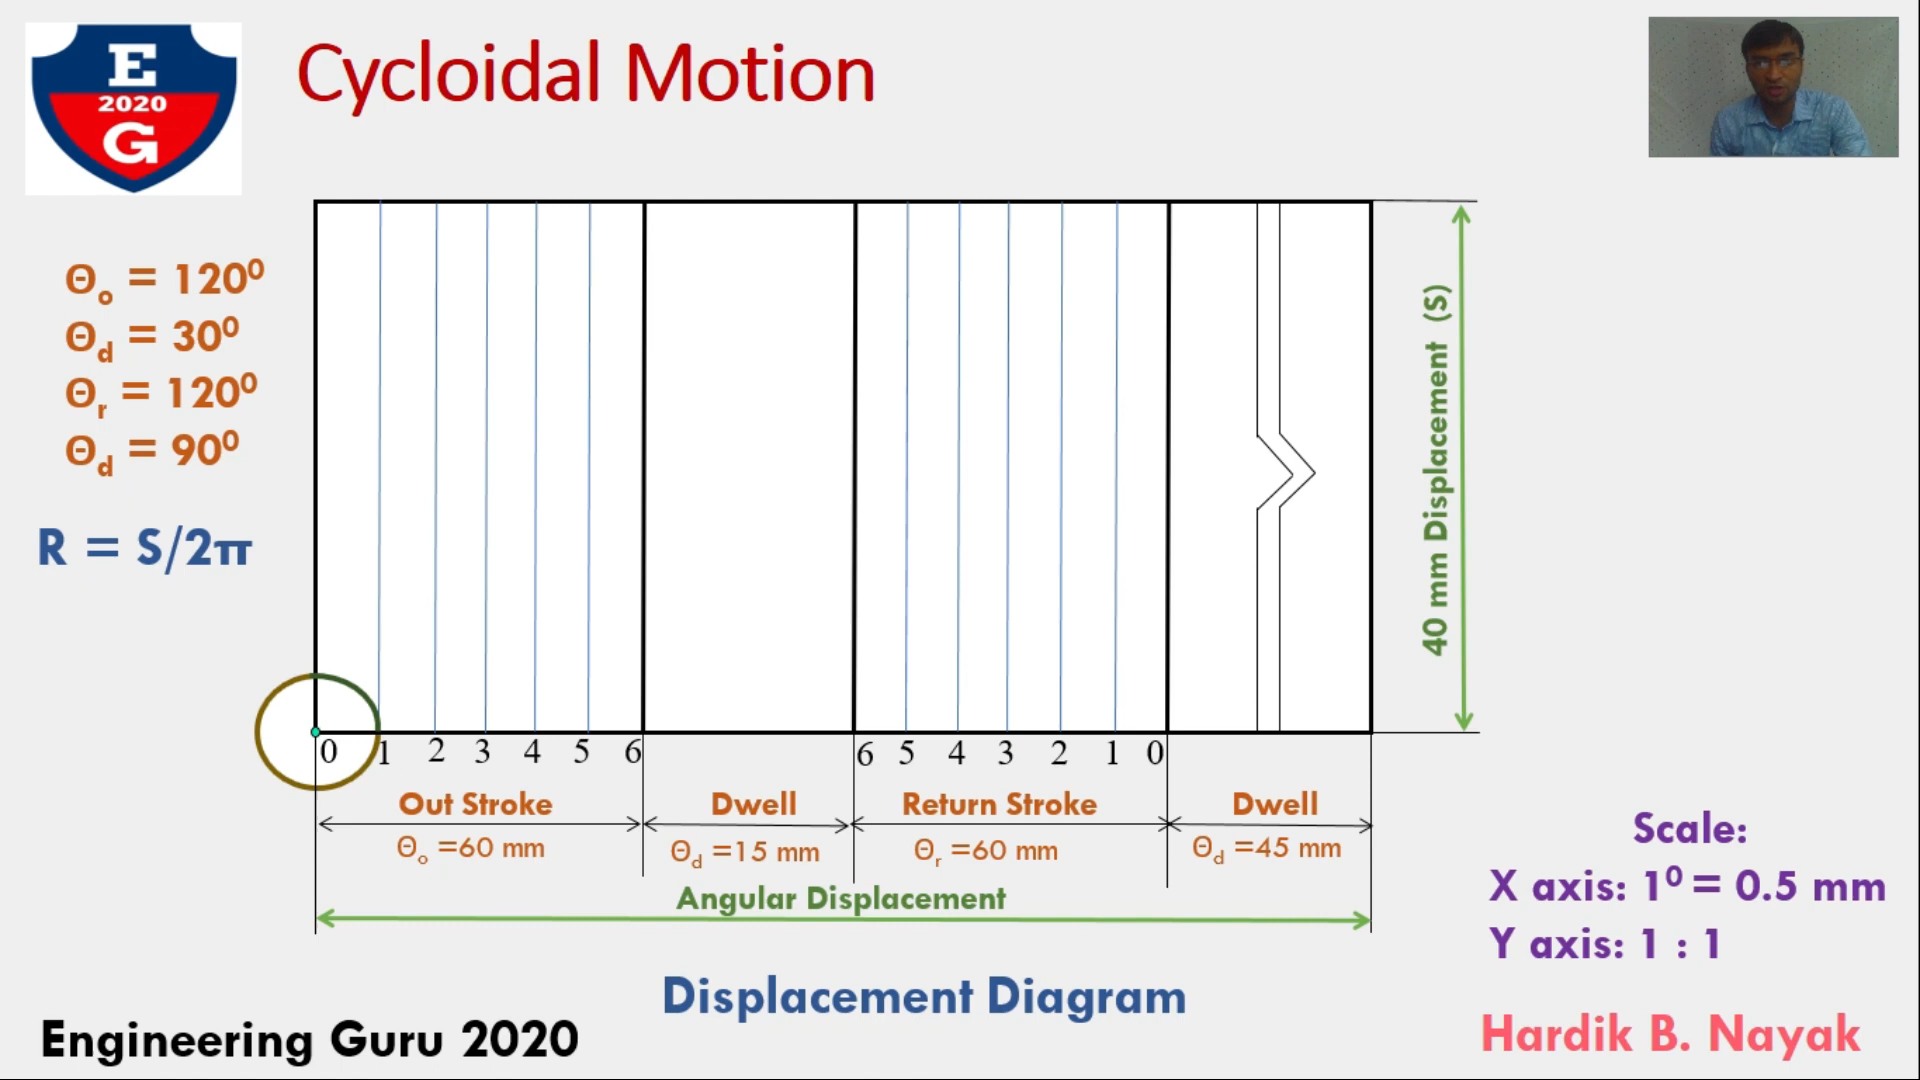 E
2020
G
Cycloidal Motion
Θo = 120⁰
Θd = 30⁰
Θr = 120⁰
Θd = 90⁰
R = S/2π
40 mm Displacement (S)
0 1 2 3 4 5 6 6 5 4 3 2 1 0
Out Stroke Dwell Return Stroke Dwell
Θo =60 mm Θd =15 mm Θr =60 mm Θd =45 mm
Angular Displacement
Scale:
X axis: 1⁰ = 0.5 mm
Y axis: 1 : 1
Displacement Diagram
Engineering Guru 2020
Hardik B. Nayak